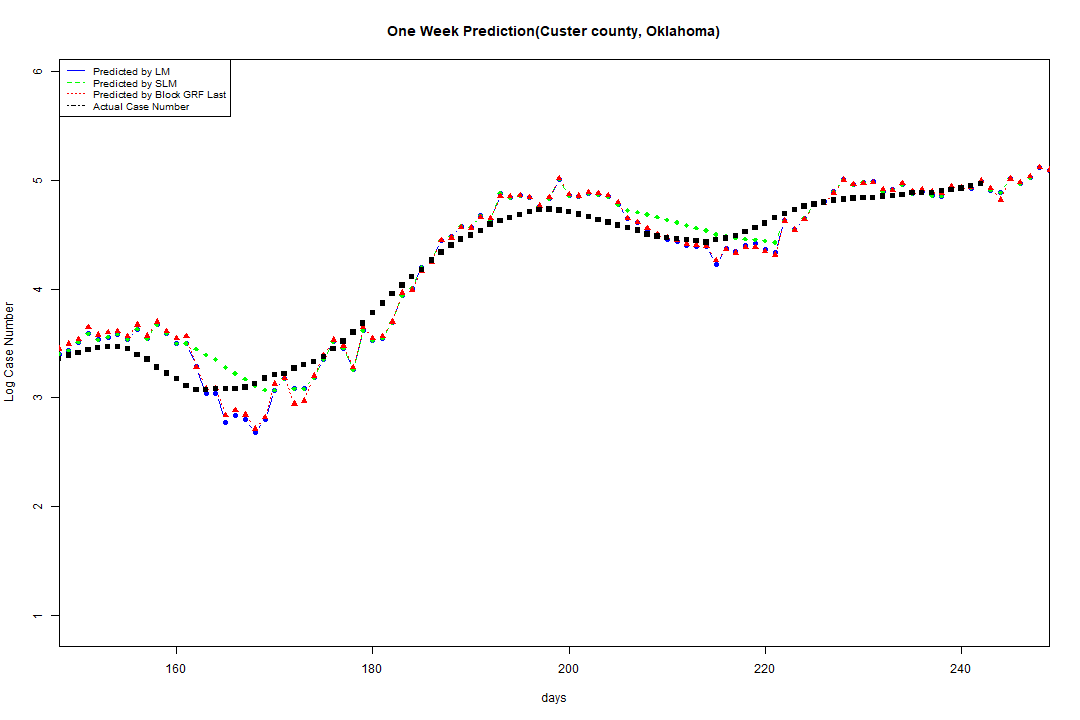 One Week Prediction(Custer county, Oklahoma)
Predicted by LM
Predicted by SLM
Predicted by Block GRF Last
Actual Case Number
6
5
4
3
2
1
Log Case Number
160 180 200 220 240
days